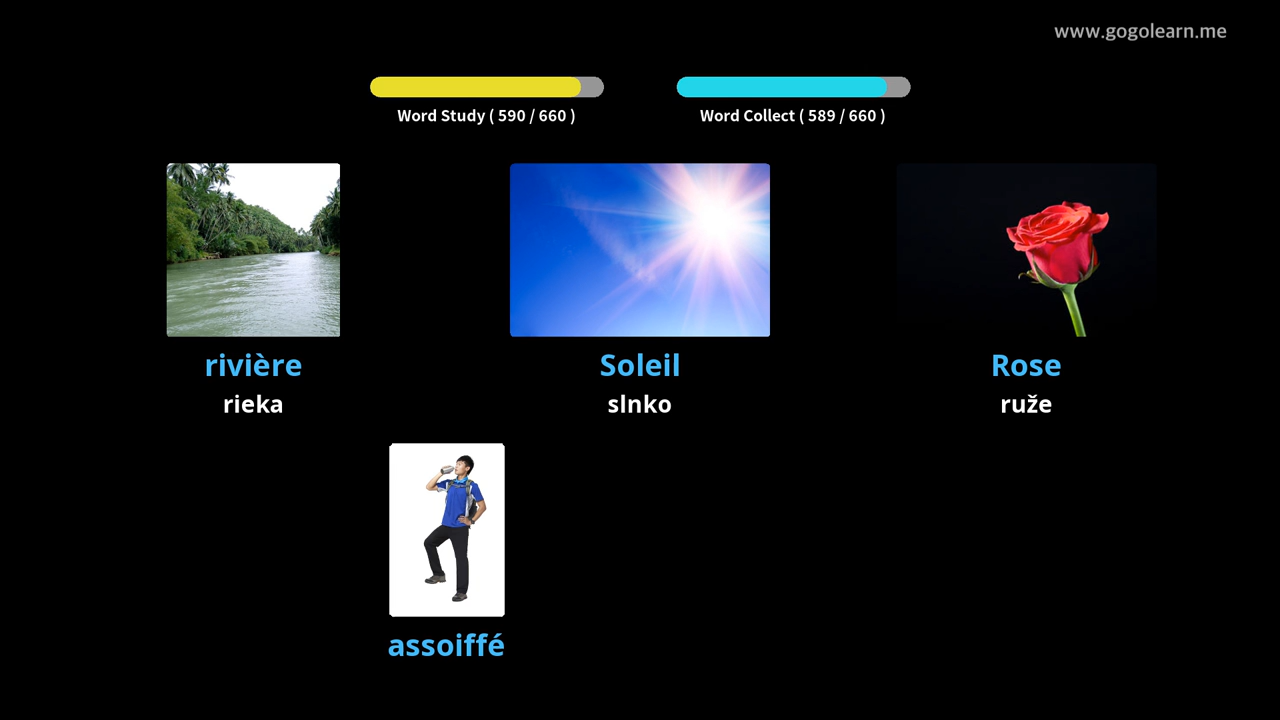 www.gogolearn.me
Word Study ( 590 / 660 )
Word Collect ( 589 / 660 )
rivière
Soleil
Rose
rieka
slnko
ruže
assoiffé